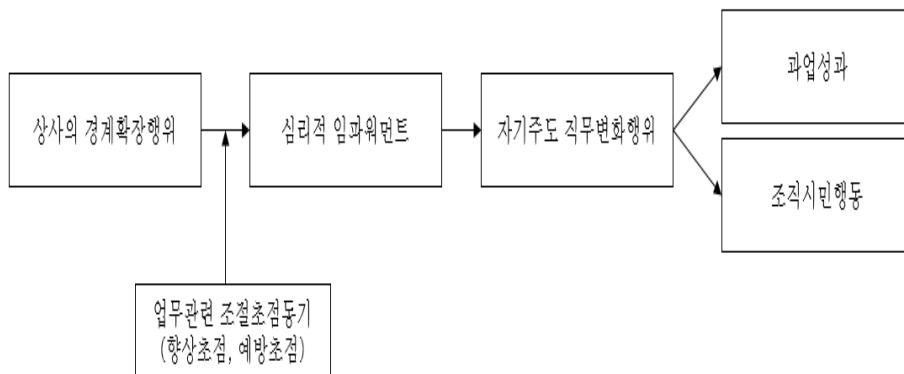 상사의 경계확장행위
심리적 임파워먼트
자기주도 직무변화행위
과업성과
조직시민행동
업무관련 조절초점동기
(향상초점, 예방초점)